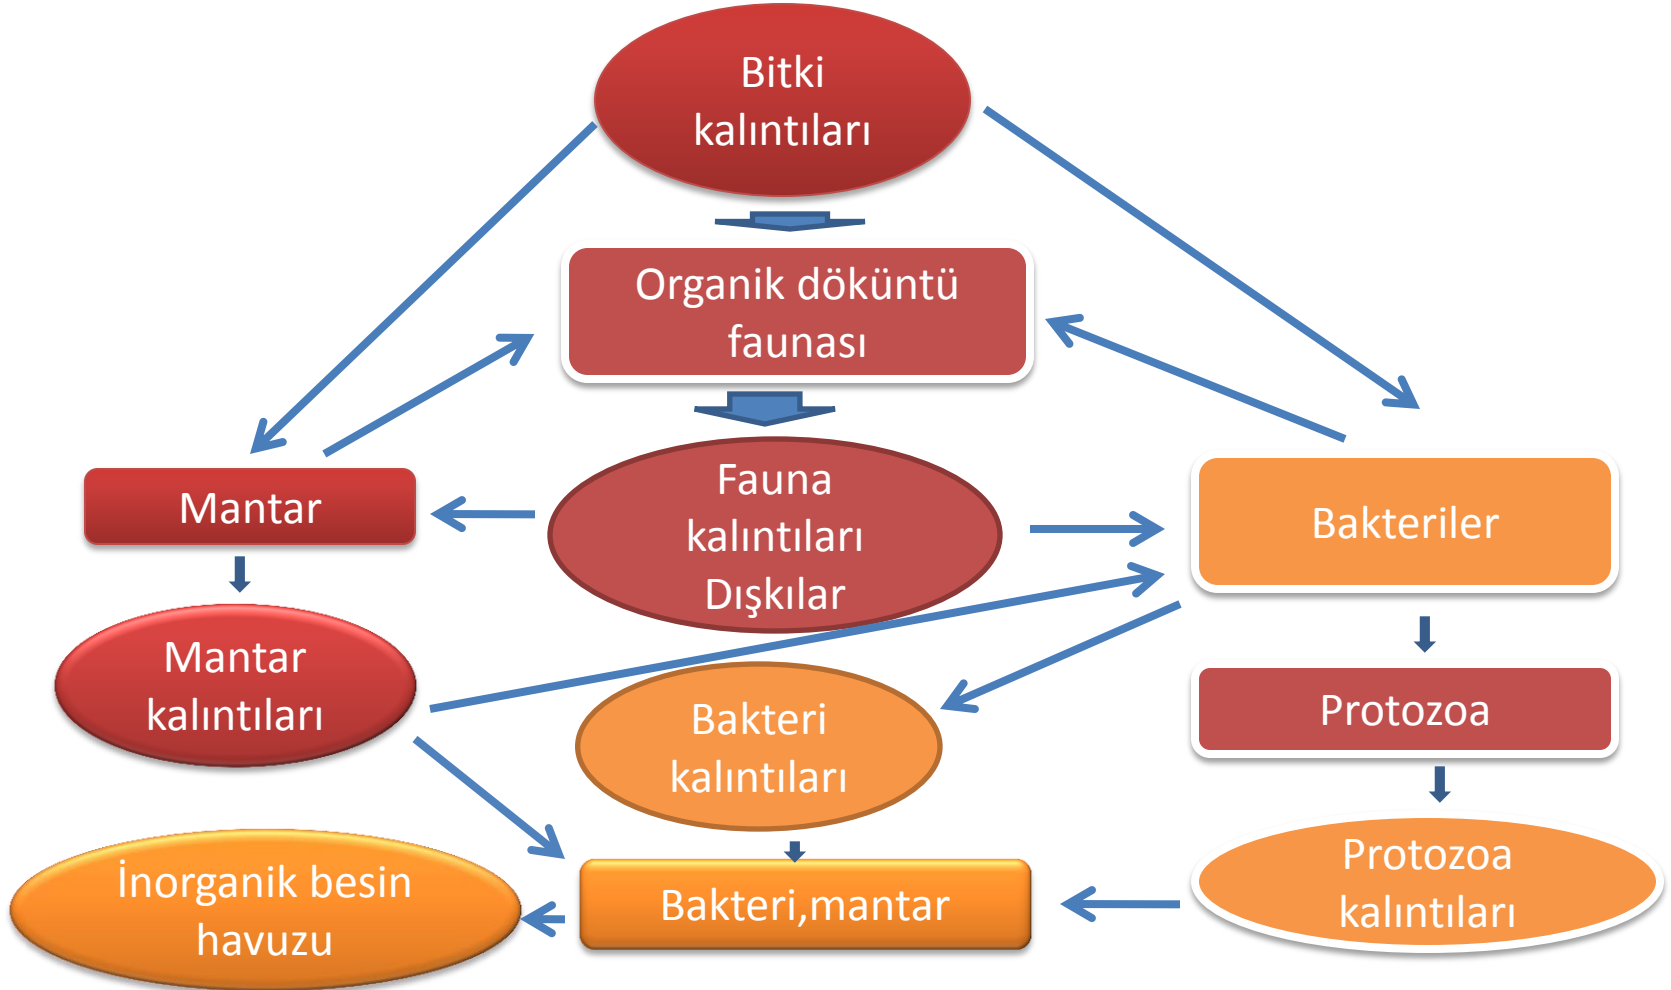 Bitki
kalıntıları
Organik döküntü
faunası
Mantar
Fauna
kalıntıları
Dışkılar
Bakteriler
Mantar
kalıntıları
Bakteri
kalıntıları
Protozoa
İnorganik besin
havuzu
Bakteri,mantar
Protozoa
kalıntıları